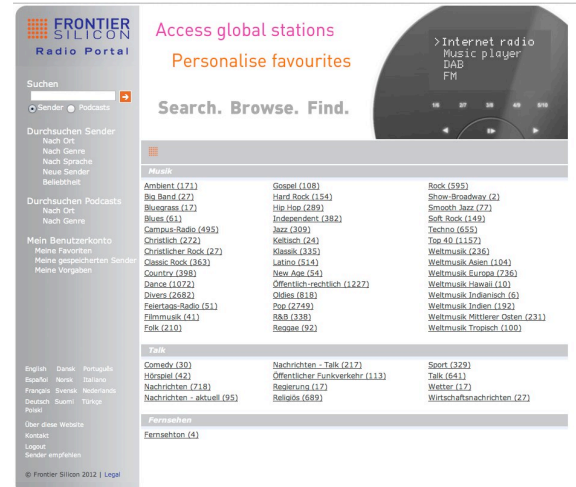 FRONTIER
SILICON
Radio Portal
Access global stations
Personalise favourites
Search. Browse. Find.
>Internet radio
Music player
DAB
FM
1/6 2/7 3/8 4/9 5/10
Suchen
Sender Podcasts
Durchsuchen Sender
Nach Ort
Nach Genre
Nach Sprache
Neue Sender
Beliebtheit
Durchsuchen Podcasts
Nach Ort
Nach Genre
Mein Benutzerkonto
Meine Favoriten
Meine gespeicherten Sender
Meine Vorgaben
English Dansk Português
Español Norsk Italiano
Français Svensk Nederlands
Deutsch Suomi Türkçe
Polski
Über diese Website
Kontakt
Logout
Sender empfehlen
© Frontier Silicon 2012 | Legal
Musik
Ambient (171)
Big Band (27)
Bluegrass (17)
Blues (61)
Campus-Radio (495)
Christlich (272)
Christlicher Rock (27)
Classic Rock (363)
Country (398)
Dance (1072)
Divers (2682)
Feiertags-Radio (51)
Filmmusik (41)
Folk (210)
Gospel (108)
Hard Rock (154)
Hip Hop (289)
Independent (382)
Jazz (309)
Keltisch (24)
Klassik (335)
Latino (514)
New Age (54)
Öffentlich-rechtlich (1227)
Oldies (818)
Pop (2749)
R&B (338)
Reggae (92)
Rock (595)
Show-Broadway (2)
Smooth Jazz (77)
Soft Rock (149)
Techno (655)
Top 40 (1157)
Weltmusik (236)
Weltmusik Asien (104)
Weltmusik Europa (736)
Weltmusik Hawaii (10)
Weltmusik Indianisch (6)
Weltmusik Indien (192)
Weltmusik Mittlerer Osten (231)
Weltmusik Tropisch (100)
Talk
Comedy (30)
Hörspiel (42)
Nachrichten (718)
Nachrichten - aktuell (95)
Nachrichten - Talk (217)
Öffentlicher Funkverkehr (113)
Regierung (17)
Religiös (689)
Sport (329)
Talk (641)
Wetter (17)
Wirtschaftsnachrichten (27)
Fernsehen
Fernsehton (4)